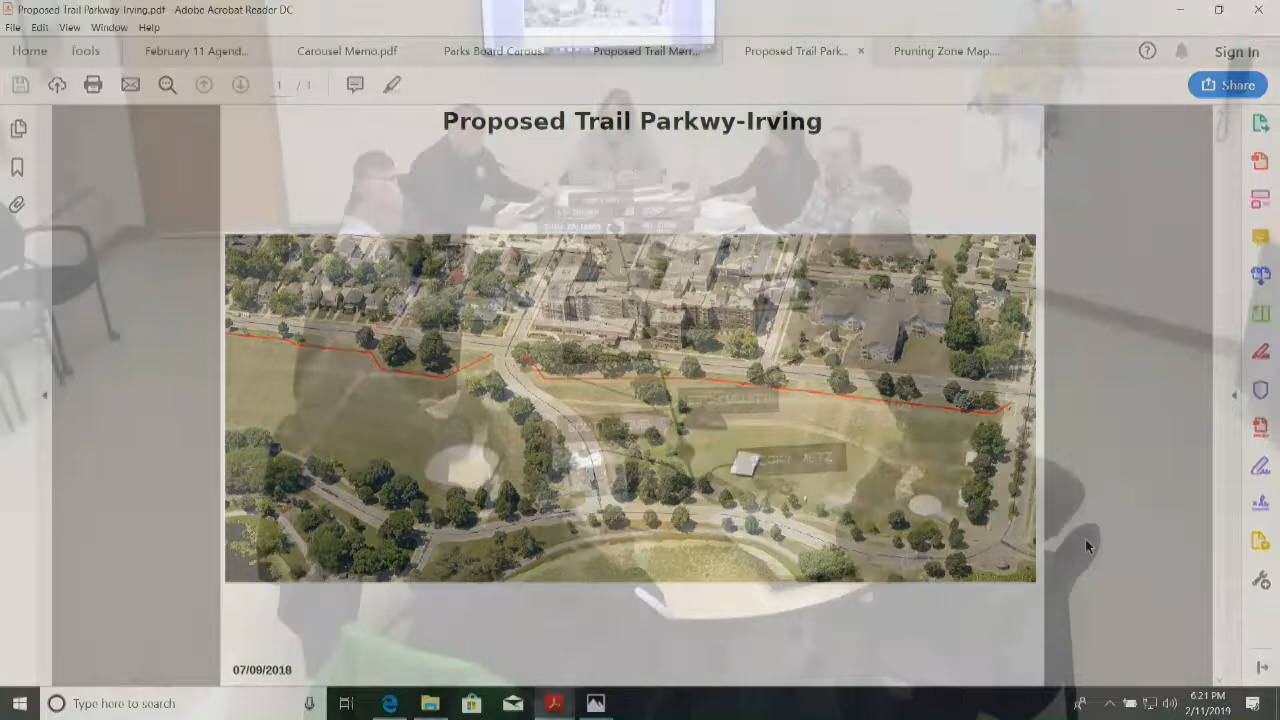 Proposed Trail Parkway-Irving.pdf - Adobe Acrobat Reader DC
File Edit View Window Help
Home Tools February 11 Agend... Carousel Memo.pdf Parks Board Carous... Proposed Trail Mem... Proposed Trail Park... × Pruning Zone Map.... Sign In
1 / 1 Share
Proposed Trail Parkwy-Irving
07/09/2018
Type here to search
6:21 PM
2/11/2019